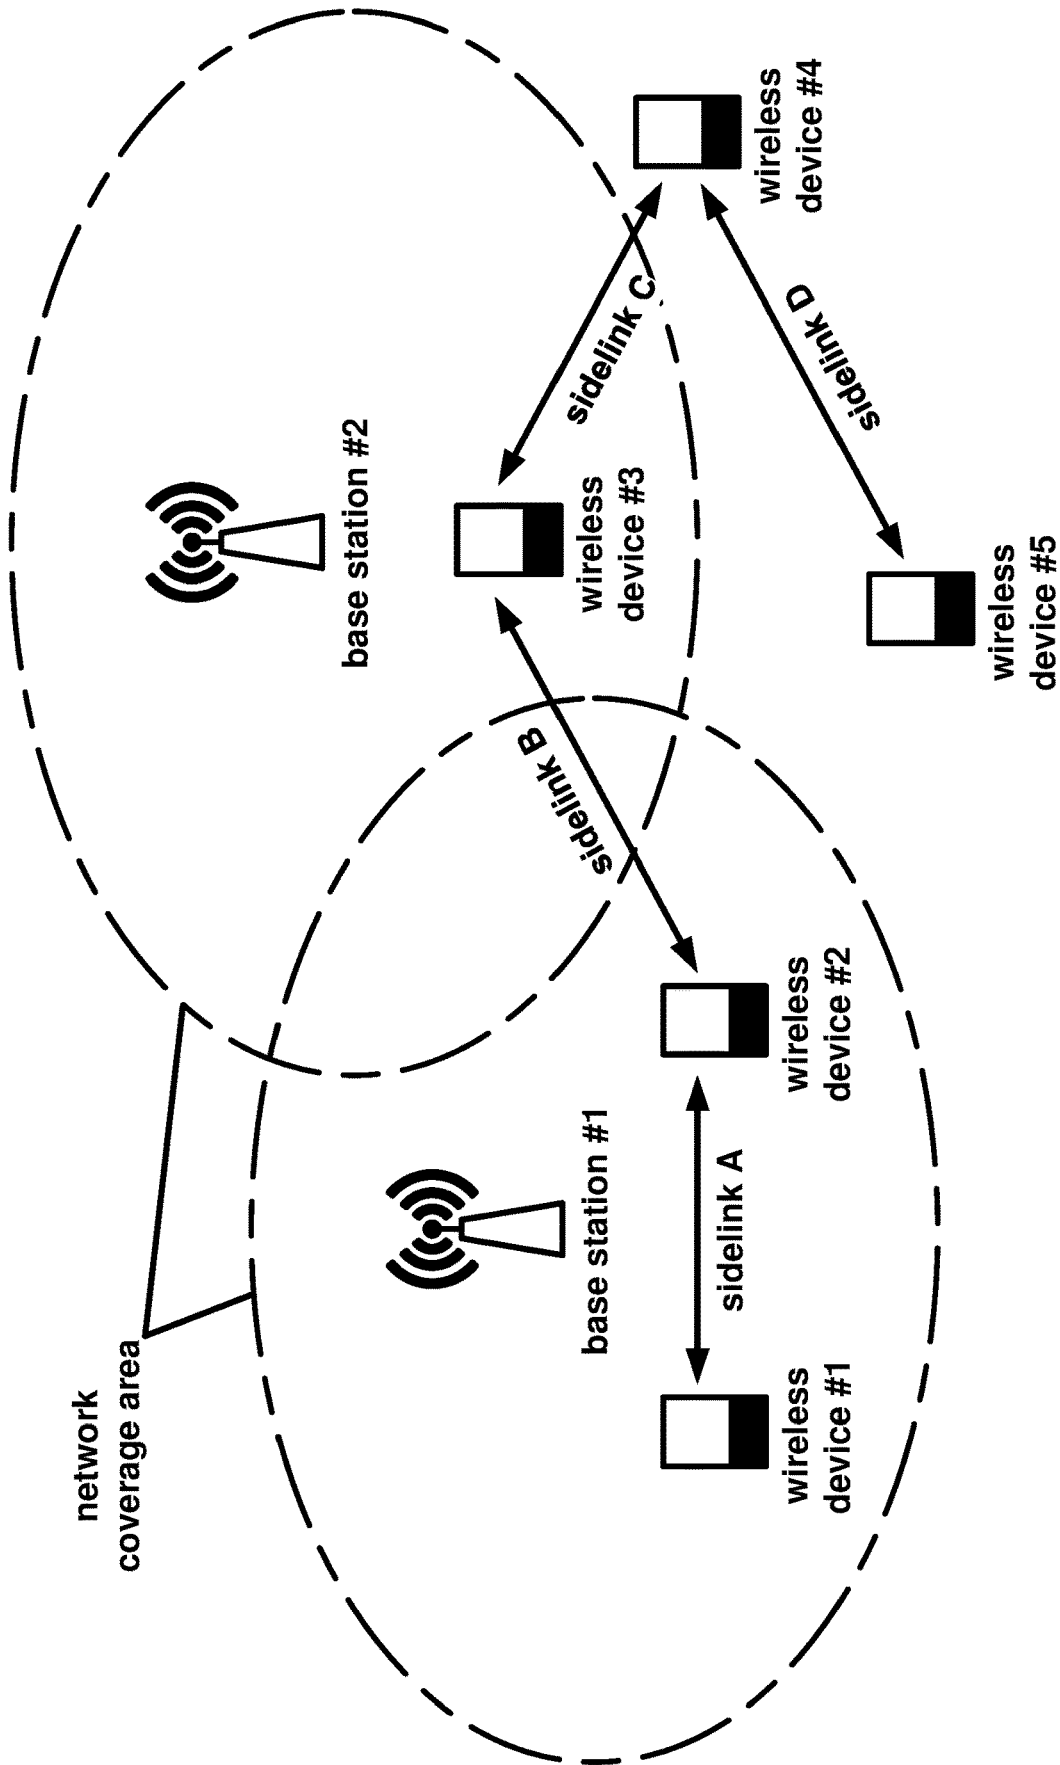 network
coverage area
base station #2
base station #1
wireless
device #3
wireless
device #4
sidelink C
sidelink B
sidelink D
sidelink A
wireless
device #1
wireless
device #2
wireless
device #5